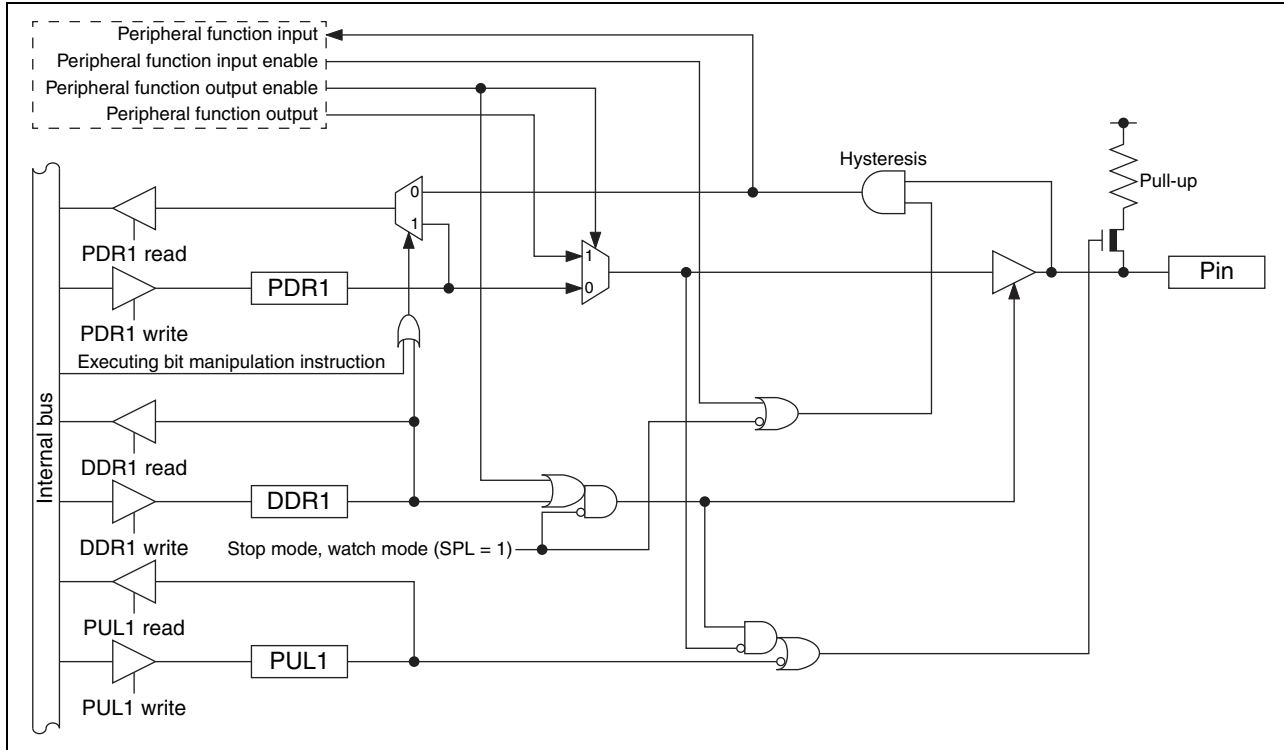 Peripheral function input
Peripheral function input enable
Peripheral function output enable
Peripheral function output
Hysteresis
Pull-up
0
1
PDR1 read
1
0
PDR1
Pin
PDR1 write
Executing bit manipulation instruction
Internal bus
DDR1 read
DDR1
DDR1 write
Stop mode, watch mode (SPL = 1)
PUL1 read
PUL1
PUL1 write